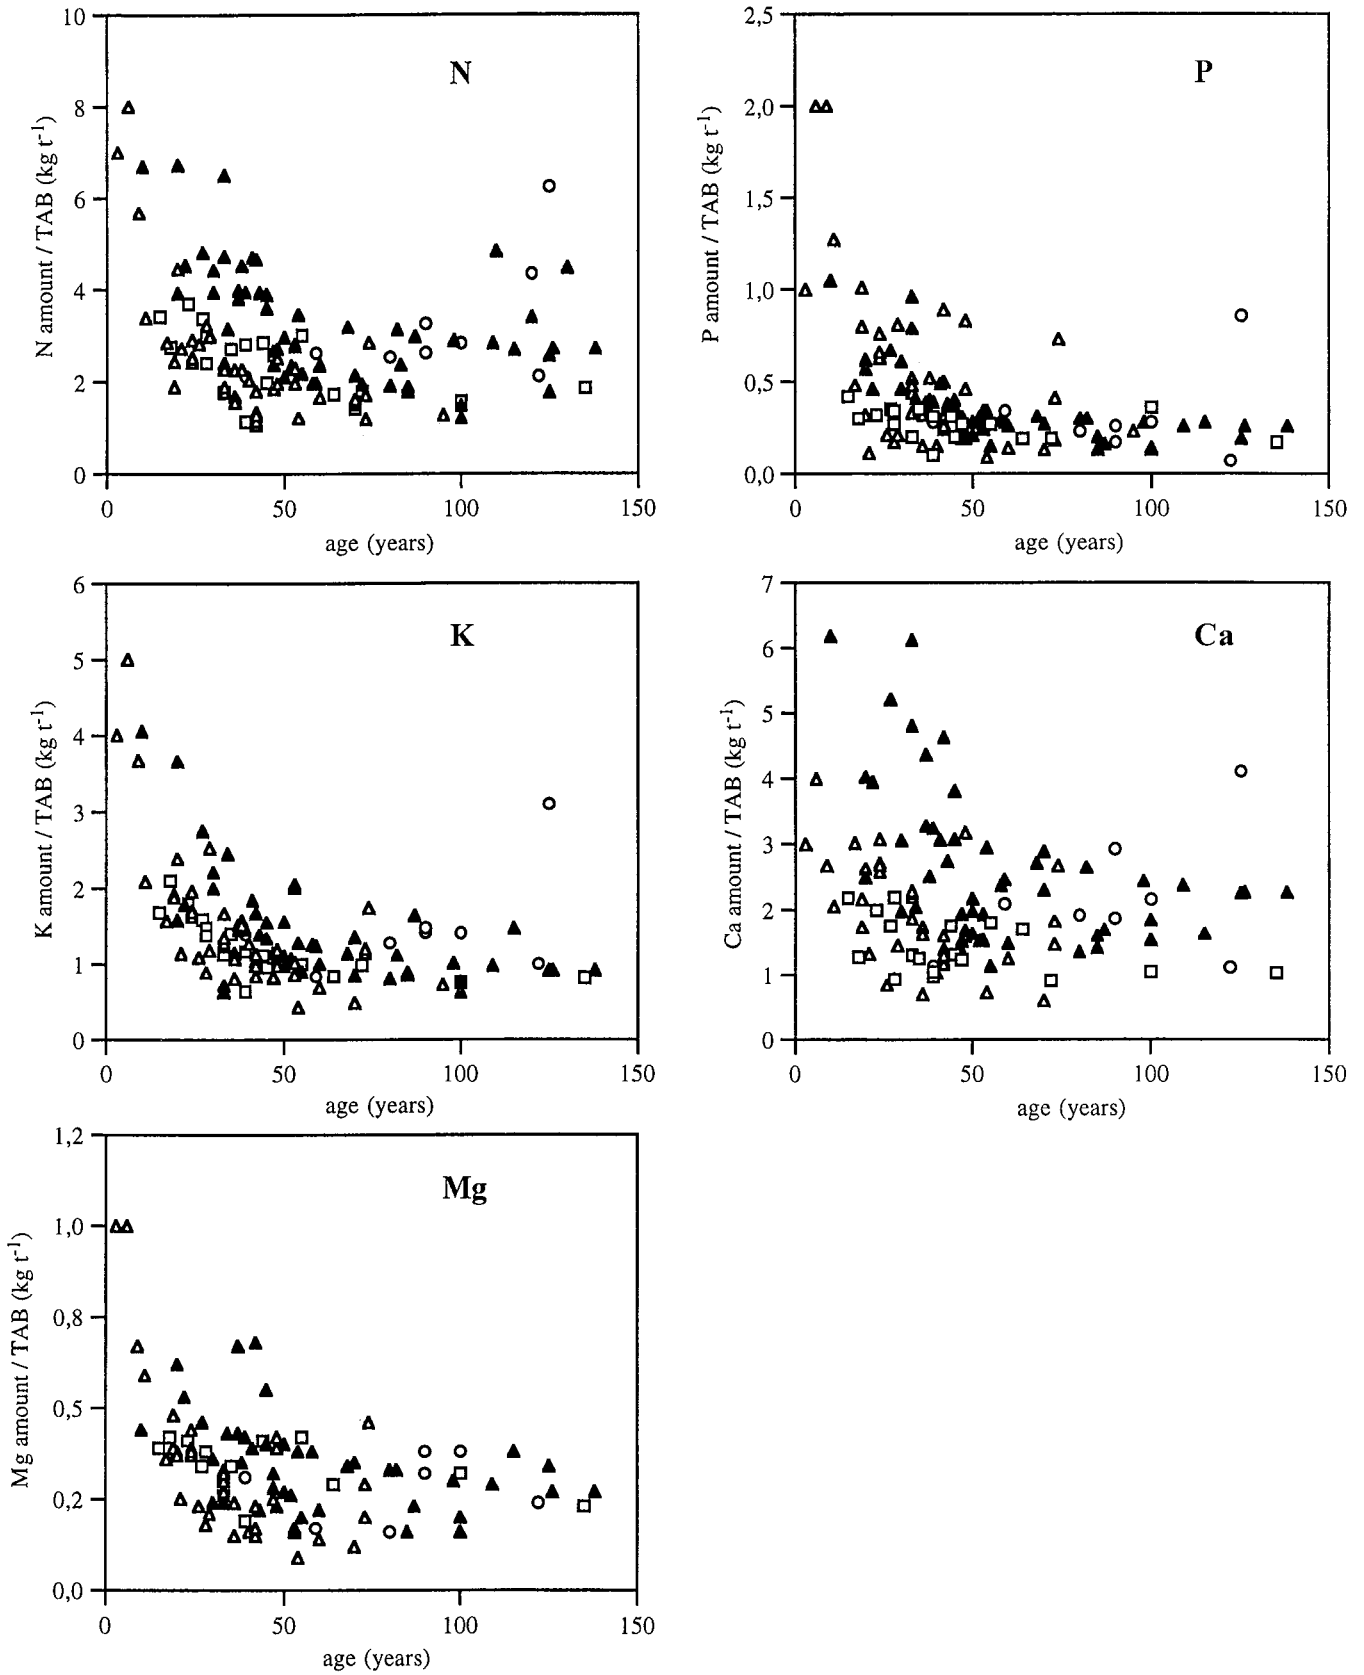 N
N amount / TAB (kg t-1)
10
8
6
4
2
0
0 50 100 150
age (years)
P
P amount / TAB (kg t-1)
2,5
2,0
1,5
1,0
0,5
0,0
0 50 100 150
age (years)
K
K amount / TAB (kg t-1)
6
5
4
3
2
1
0
0 50 100 150
age (years)
Ca
Ca amount / TAB (kg t-1)
7
6
5
4
3
2
1
0
0 50 100 150
age (years)
Mg
Mg amount / TAB (kg t-1)
1,2
1,0
0,8
0,5
0,2
0,0
0 50 100 150
age (years)